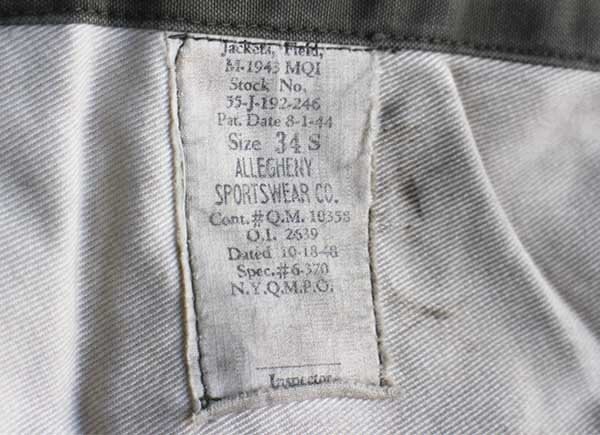 Jackets, Field,
M-1943 MQI
Stock No.
55-J-192-246
Pat. Date 8-1-44
Size 34 S
ALLEGHENY
SPORTSWEAR CO.
Cont.#Q.M. 10358
O.I. 2639
Dated 10-18-48
Spec.#6-370
N.Y.Q.M.P.O.
Inspector